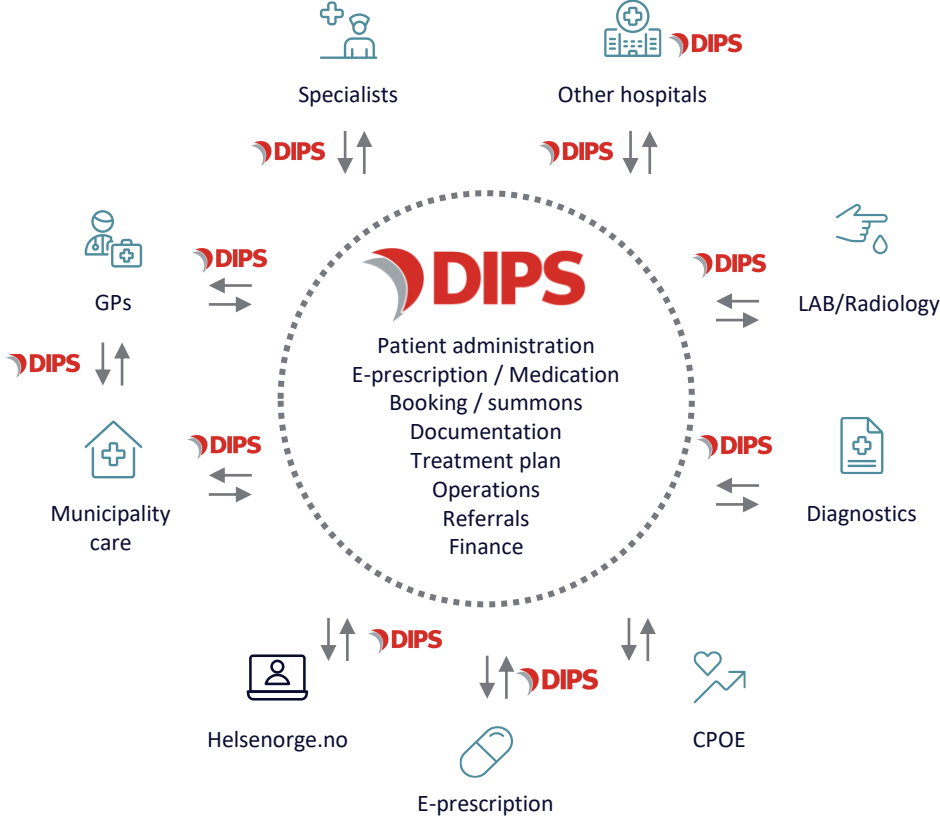 DIPS
Specialists
Other hospitals
DIPS
DIPS
DIPS
DIPS
DIPS
GPs
LAB/Radiology
DIPS
Patient administration
E-prescription / Medication
Booking / summons
Documentation
Treatment plan
Operations
Referrals
Finance
DIPS
DIPS
DIPS
Municipality
care
Diagnostics
DIPS
DIPS
Helsenorge.no
CPOE
E-prescription